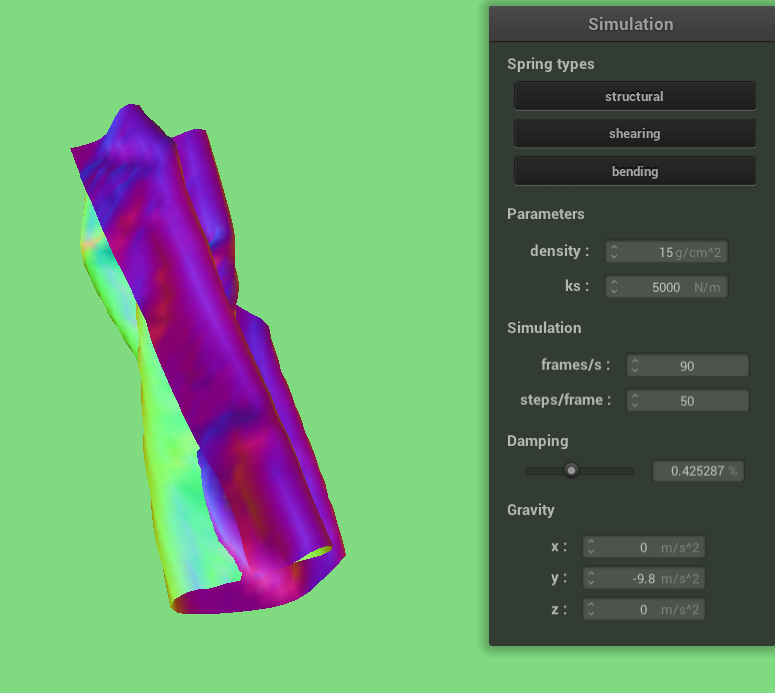 Simulation
Spring types
structural
shearing
bending
Parameters
density : 15 g/cm^2
ks : 5000 N/m
Simulation
frames/s : 90
steps/frame : 50
Damping
0.425287 %
Gravity
x : 0 m/s^2
y : -9.8 m/s^2
z : 0 m/s^2